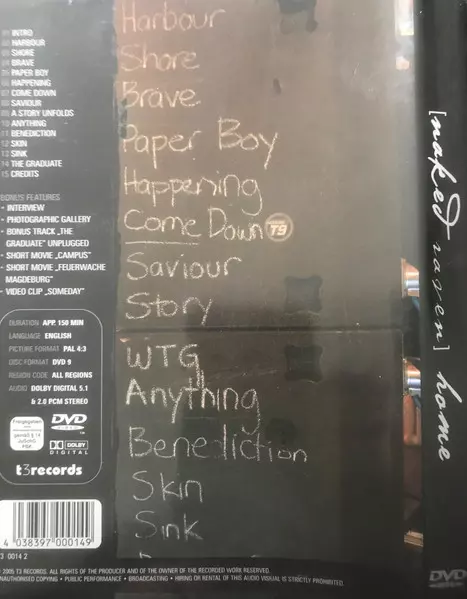 01 INTRO
02 HARBOUR
03 SHORE
04 BRAVE
05 PAPER BOY
06 HAPPENING
07 COME DOWN
08 SAVIOUR
09 A STORY UNFOLDS
10 ANYTHING
11 BENEDICTION
12 SKIN
13 SINK
14 THE GRADUATE
15 CREDITS
BONUS FEATURES
• INTERVIEW
• PHOTOGRAPHIC GALLERY
• BONUS TRACK „THE
GRADUATE" UNPLUGGED
• SHORT MOVIE „CAMPUS"
• SHORT MOVIE „FEUERWACHE
MAGDEBURG"
• VIDEO CLIP „SOMEDAY"
DURATION APP. 150 MIN
LANGUAGE ENGLISH
PICTURE FORMAT PAL 4:3
DISC FORMAT DVD 9
REGION CODE ALL REGIONS
AUDIO DOLBY DIGITAL 5.1
& 2.0 PCM STEREO
DVD
DOLBY
DIGITAL
t3records
4 038397 000149
T3 0014 2
2005 T3 RECORDS. ALL RIGHTS OF THE PRODUCER AND OF THE OWNER OF THE RECORDED WORK RESERVED.
UNAUTHORISED COPYING • PUBLIC PERFORMANCE • BROADCASTING • HIRING OR RENTAL OF THIS AUDIO VISUAL IS STRICTLY PROHIBITED.
Harbour
Shore
Brave
Paper Boy
Happening
Come Down T9
Saviour
Story
WTG
Anything
Benediction
Skin
Sink
[naked raven] home
DVD